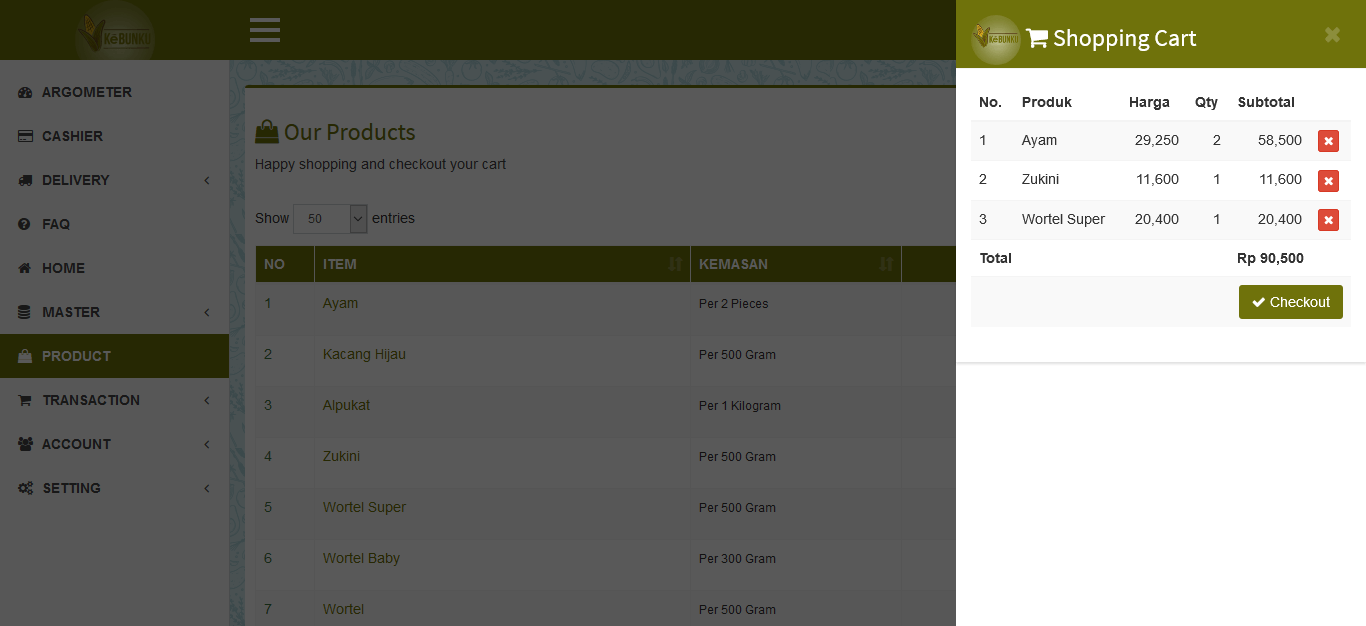 KeBUNKU
ARGOMETER
CASHIER
DELIVERY
FAQ
HOME
MASTER
PRODUCT
TRANSACTION
ACCOUNT
SETTING
Our Products
Happy shopping and checkout your cart
Show 50 entries
NO ITEM KEMASAN
1 Ayam Per 2 Pieces
2 Kacang Hijau Per 500 Gram
3 Alpukat Per 1 Kilogram
4 Zukini Per 500 Gram
5 Wortel Super Per 500 Gram
6 Wortel Baby Per 300 Gram
7 Wortel Per 500 Gram
KeBUNKU Shopping Cart
No. Produk Harga Qty Subtotal
1 Ayam 29,250 2 58,500
2 Zukini 11,600 1 11,600
3 Wortel Super 20,400 1 20,400
Total Rp 90,500
Checkout